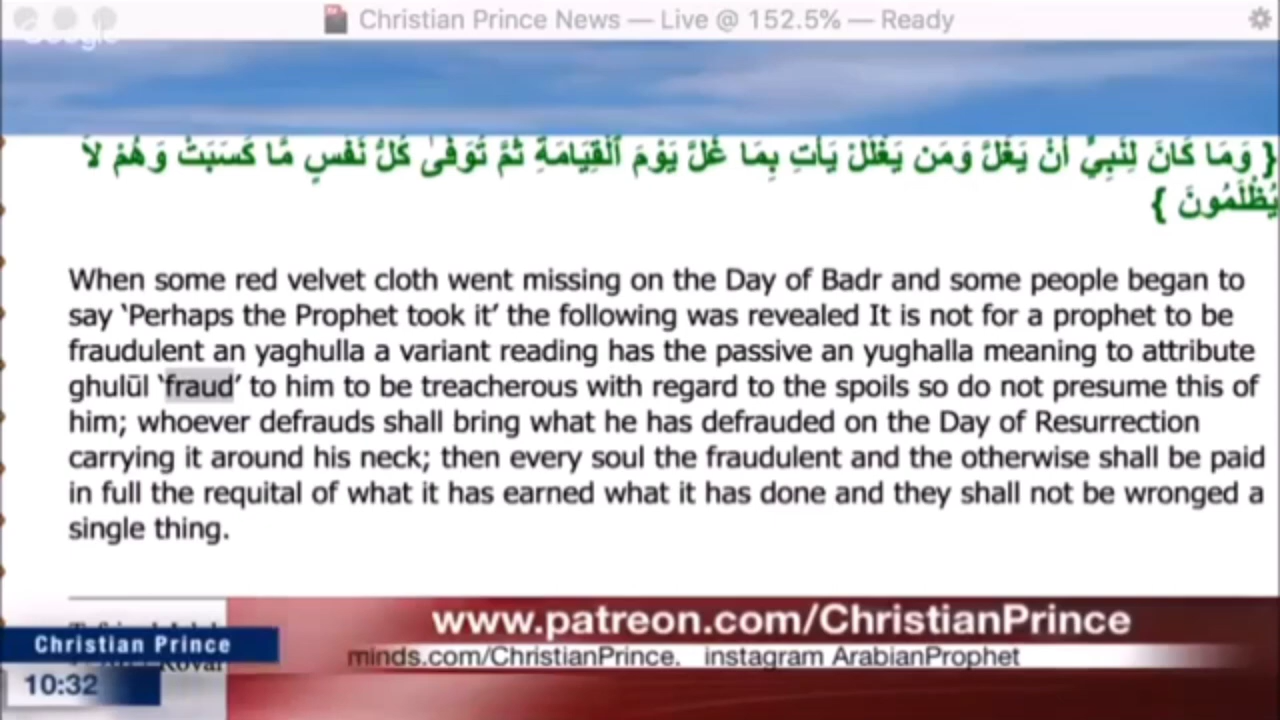 Christian Prince News — Live @ 152.5% — Ready
Google
{ وَمَا كَانَ لِنَبِيٍّ أَنْ يَغُلَّ وَمَن يَغْلُلْ يَأْتِ بِمَا غَلَّ يَوْمَ ٱلْقِيَامَةِ ثُمَّ تُوَفَّىٰ كُلُّ نَفْسٍ مَّا كَسَبَتْ وَهُمْ لاَ
يُظْلَمُونَ }
When some red velvet cloth went missing on the Day of Badr and some people began to
say ‘Perhaps the Prophet took it’ the following was revealed It is not for a prophet to be
fraudulent an yaghulla a variant reading has the passive an yughalla meaning to attribute
ghulūl ‘fraud’ to him to be treacherous with regard to the spoils so do not presume this of
him; whoever defrauds shall bring what he has defrauded on the Day of Resurrection
carrying it around his neck; then every soul the fraudulent and the otherwise shall be paid
in full the requital of what it has earned what it has done and they shall not be wronged a
single thing.
www.patreon.com/ChristianPrince
Christian Prince
minds.com/ChristianPrince. instagram ArabianProphet
10:32